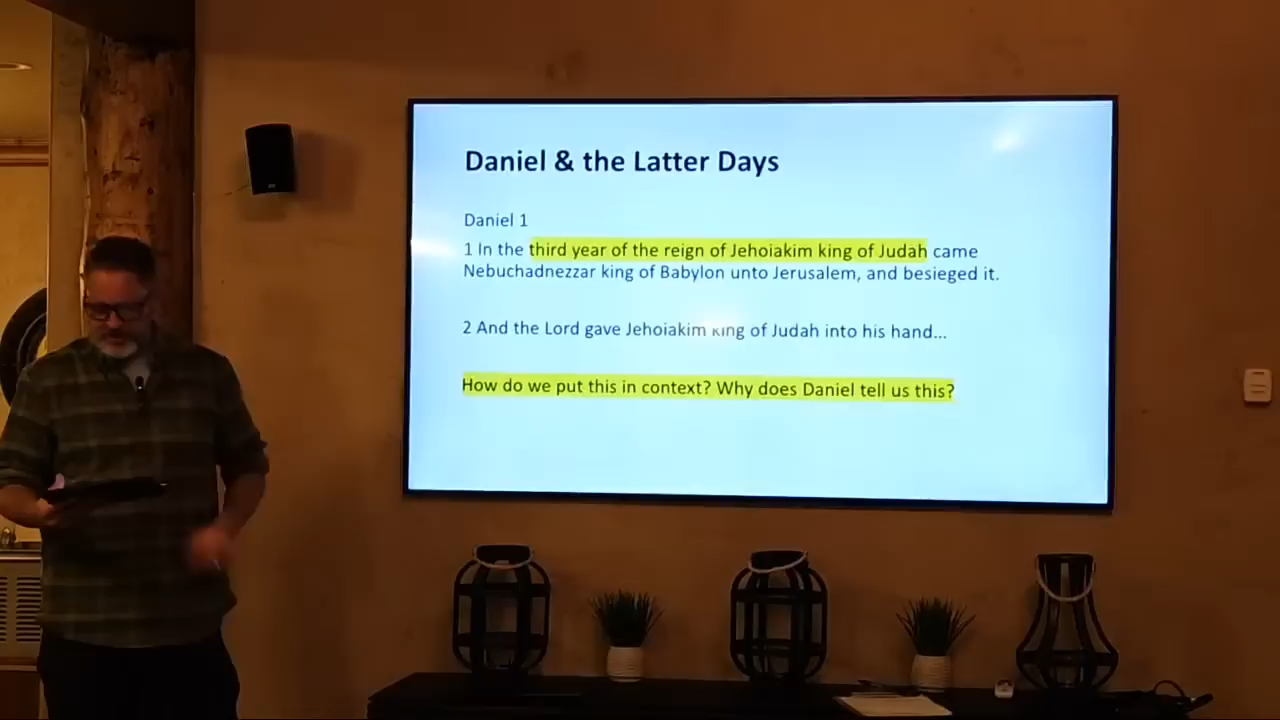 Daniel & the Latter Days
Daniel 1
1 In the third year of the reign of Jehoiakim king of Judah came
Nebuchadnezzar king of Babylon unto Jerusalem, and besieged it.
2 And the Lord gave Jehoiakim king of Judah into his hand...
How do we put this in context? Why does Daniel tell us this?